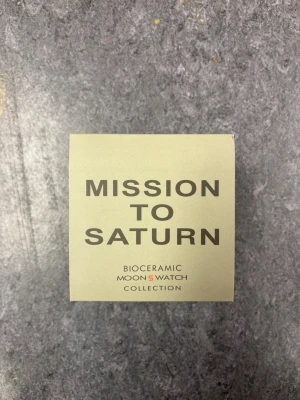 MISSION
TO
SATURN
BIOCERAMIC
MOONSWATCH
COLLECTION